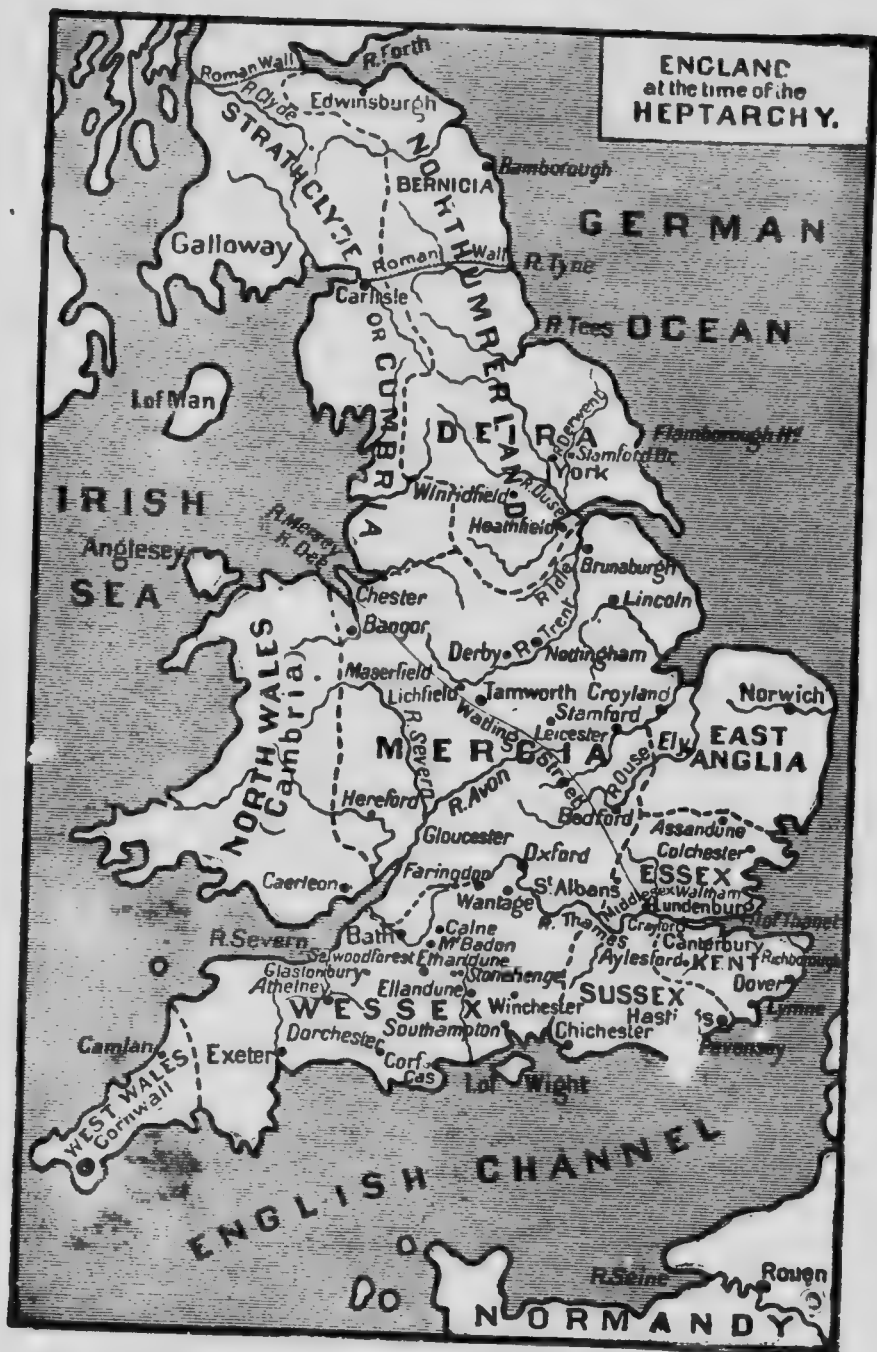 ENGLAND
at the time of the
HEPTARCHY.
Roman Wall
R. Forth
R. Clyde
Edwinsburgh
STRATHCLYDE
OR CUMBRIA
NORTHUMBERLAND
BERNICIA
Bamborough
GERMAN
OCEAN
Galloway
Roman Wall
R. Tyne
Carlisle
R. Tees
I. of Man
DEIRA
R. Derwent
Flamborough Hd
Stamford Br.
York
R. Ouse
Winridfield
Heathfield
IRISH
SEA
R. Mersey
R. Dee
Anglesey
Brunaburgh
R. Idle
Chester
Lincoln
Bangor
R. Trent
Derby
Nottingham
NORTH WALES
(Cambria)
Maserfield
Lichfield
Tamworth
Croyland
Norwich
Stamford
Leicester
Watling Street
R. Severn
MERCIA
Ely
EAST
ANGLIA
R. Ouse
R. Avon
Hereford
Bedford
Assandune
Gloucester
Colchester
Oxford
ESSEX
Faringdon
Caerleon
St Albans
Middlesex
Waltham
Wantage
Lundenburg
I. of Thanet
R. Thames
Crayford
R. Severn
Bath
Calne
Mt Badon
Canterbury
Selwoodforest
Ethandune
Aylesford
KENT
Richborough
Glastonbury
Stonehenge
Dover
Athelney
Ellandune
WESSEX
Winchester
SUSSEX
Lymne
Hastings
Dorchester
Southampton
Chichester
Pevensey
Camlan
Exeter
Corfe
Cas
I. of Wight
WEST WALES
Cornwall
ENGLISH CHANNEL
R. Seine
Rouen
NORMANDY